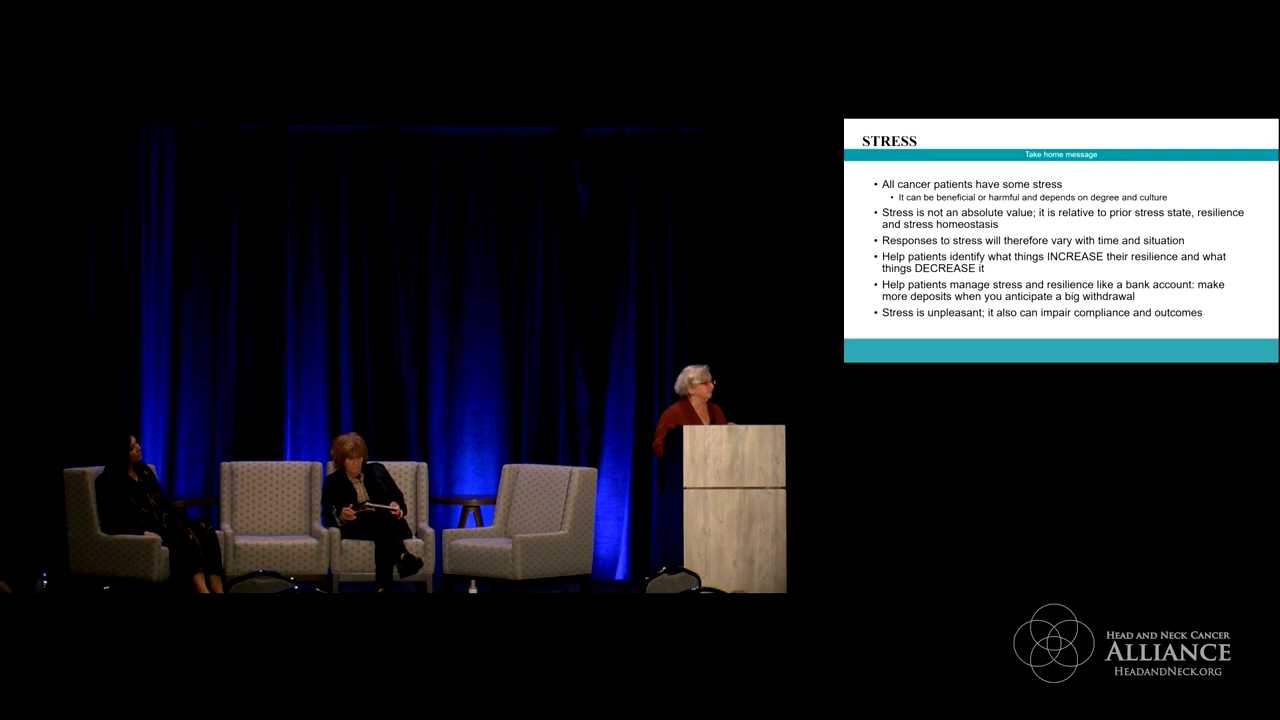 STRESS
Take home message
• All cancer patients have some stress
• It can be beneficial or harmful and depends on degree and culture
• Stress is not an absolute value; it is relative to prior stress state, resilience
and stress homeostasis
• Responses to stress will therefore vary with time and situation
• Help patients identify what things INCREASE their resilience and what
things DECREASE it
• Help patients manage stress and resilience like a bank account: make
more deposits when you anticipate a big withdrawal
• Stress is unpleasant; it also can impair compliance and outcomes
HEAD AND NECK CANCER
ALLIANCE
HEADANDNECK.ORG